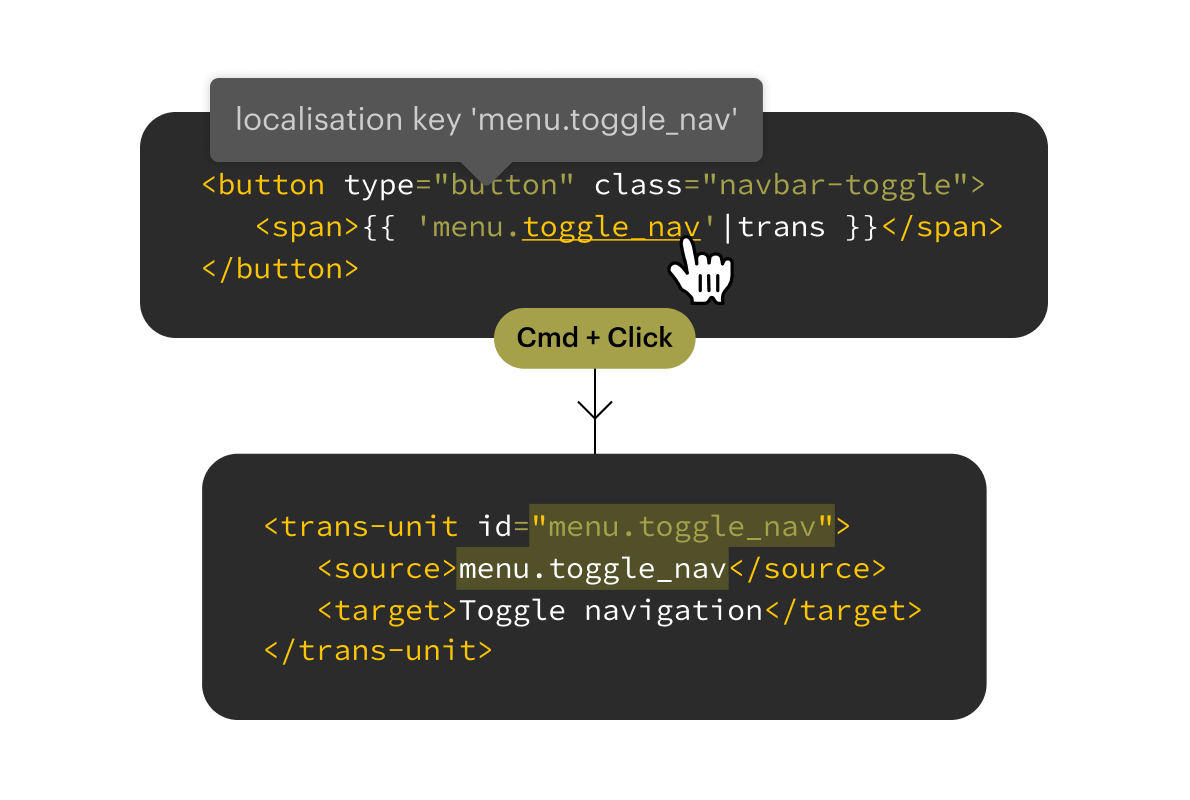 localisation key 'menu.toggle_nav'
<button type="button" class="navbar-toggle">
<span>{{ 'menu.toggle_nav'|trans }}</span>
</button>
Cmd + Click
<trans-unit id="menu.toggle_nav">
<source>menu.toggle_nav</source>
<target>Toggle navigation</target>
</trans-unit>